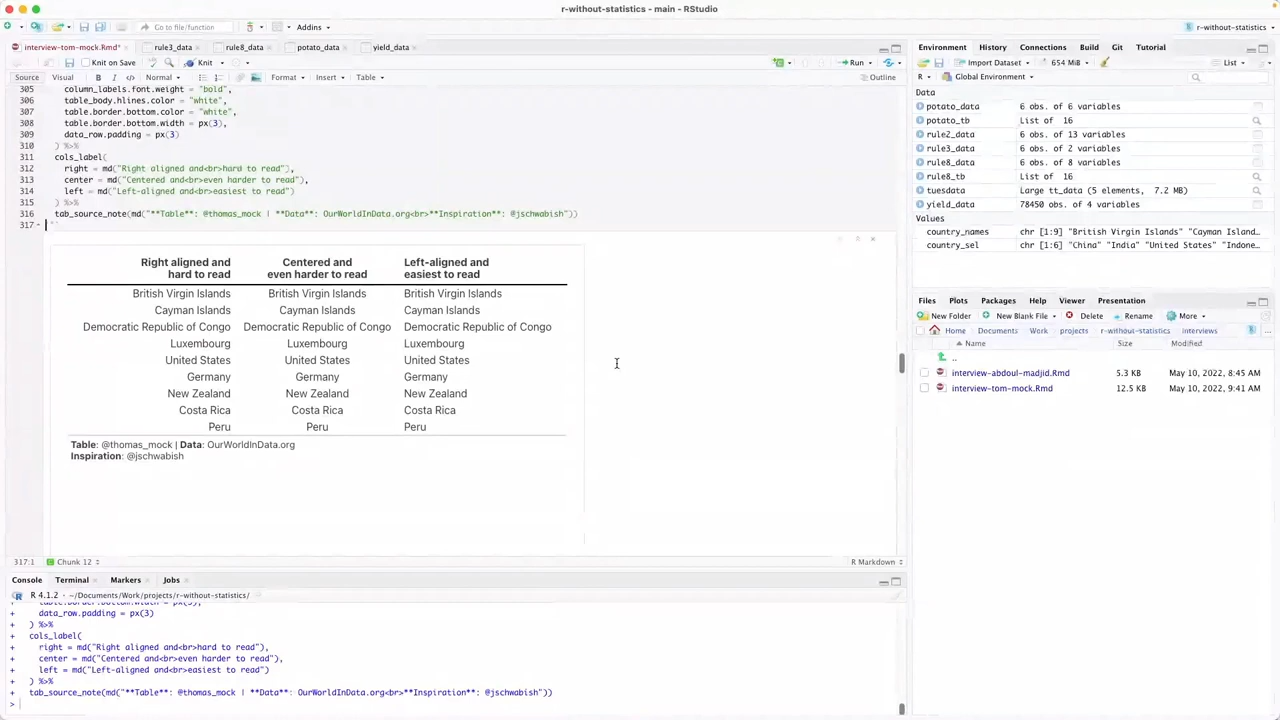 r-without-statistics - main - RStudio
Go to file/function
Addins
r-without-statistics
interview-tom-mock.Rmd*
rule3_data
rule8_data
potato_data
yield_data
Knit on Save
Knit
Run
Source
Visual
B
I
Normal
Format
Insert
Table
Outline
305 column_labels.font.weight = "bold",
306 table_body.hlines.color = "white",
307 table.border.bottom.color = "white",
308 table.border.bottom.width = px(3),
309 data_row.padding = px(3)
310 ) %>%
311 cols_label(
312 right = md("Right aligned and<br>hard to read"),
313 center = md("Centered and<br>even harder to read"),
314 left = md("Left-aligned and<br>easiest to read")
315 ) %>%
316 tab_source_note(md("**Table**: @thomas_mock | **Data**: OurWorldInData.org<br>**Inspiration**: @jschwabish"))
317
Right aligned and hard to read
Centered and even harder to read
Left-aligned and easiest to read
British Virgin Islands British Virgin Islands British Virgin Islands
Cayman Islands Cayman Islands Cayman Islands
Democratic Republic of Congo Democratic Republic of Congo Democratic Republic of Congo
Luxembourg Luxembourg Luxembourg
United States United States United States
Germany Germany Germany
New Zealand New Zealand New Zealand
Costa Rica Costa Rica Costa Rica
Peru Peru Peru
Table: @thomas_mock | Data: OurWorldInData.org
Inspiration: @jschwabish
317:1
Chunk 12
R Markdown
Console
Terminal
Markers
Jobs
R 4.1.2 · ~/Documents/Work/projects/r-without-statistics/
+ table.border.bottom.width = px(3),
+ data_row.padding = px(3)
+ ) %>%
+ cols_label(
+ right = md("Right aligned and<br>hard to read"),
+ center = md("Centered and<br>even harder to read"),
+ left = md("Left-aligned and<br>easiest to read")
+ ) %>%
+ tab_source_note(md("**Table**: @thomas_mock | **Data**: OurWorldInData.org<br>**Inspiration**: @jschwabish"))
>
Environment
History
Connections
Build
Git
Tutorial
Import Dataset
654 MiB
List
R
Global Environment
Data
potato_data 6 obs. of 6 variables
potato_tb List of 16
rule2_data 6 obs. of 13 variables
rule3_data 6 obs. of 2 variables
rule8_data 6 obs. of 8 variables
rule8_tb List of 16
tuesdata Large tt_data (5 elements, 7.2 MB)
yield_data 78450 obs. of 4 variables
Values
country_names chr [1:9] "British Virgin Islands" "Cayman Island…
country_sel chr [1:6] "China" "India" "United States" "Indone…
Files
Plots
Packages
Help
Viewer
Presentation
New Folder
New Blank File
Delete
Rename
More
Home
Documents
Work
projects
r-without-statistics
interviews
...
Name
Size
Modified
..
interview-abdoul-madjid.Rmd 5.3 KB May 10, 2022, 8:45 AM
interview-tom-mock.Rmd 12.5 KB May 10, 2022, 9:41 AM